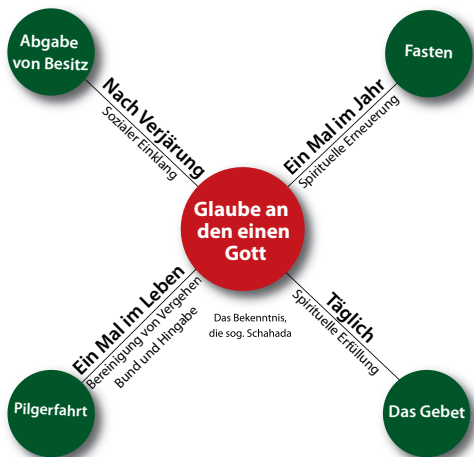 Abgabe
von Besitz
Fasten
Nach Verjärung
Sozialer Einklang
Ein Mal im Jahr
Spirituelle Erneuerung
Glaube an
den einen
Gott
Das Bekenntnis,
die sog. Schahada
Ein Mal im Leben
Bereinigung von Vergehen
Bund und Hingabe
Täglich
Spirituelle Erfüllung
Pilgerfahrt
Das Gebet